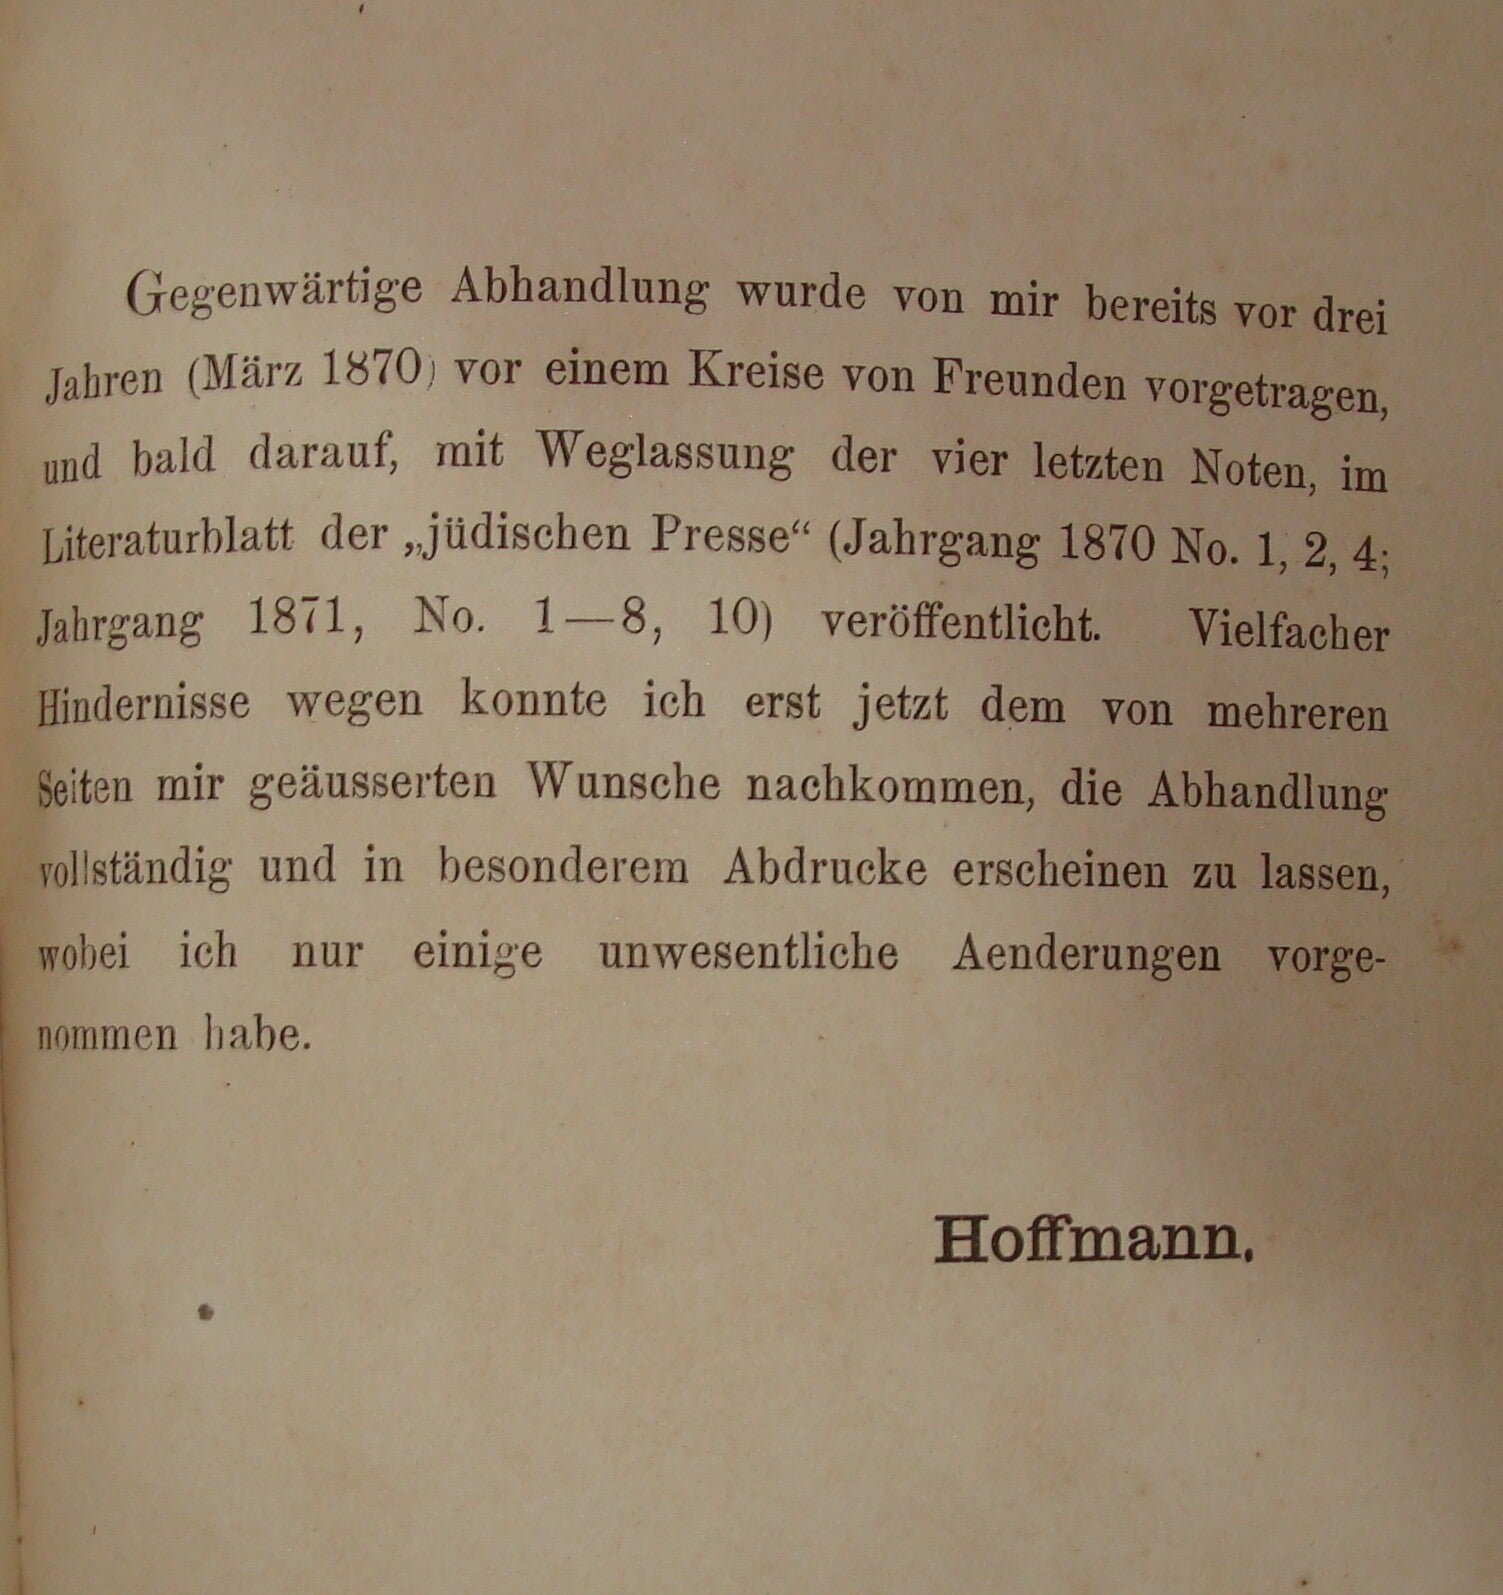 Gegenwärtige Abhandlung wurde von mir bereits vor drei
Jahren (März 1870) vor einem Kreise von Freunden vorgetragen,
und bald darauf, mit Weglassung der vier letzten Noten, im
Literaturblatt der „jüdischen Presse“ (Jahrgang 1870 No. 1, 2, 4;
Jahrgang 1871, No. 1—8, 10) veröffentlicht. Vielfacher
Hindernisse wegen konnte ich erst jetzt dem von mehreren
Seiten mir geäusserten Wunsche nachkommen, die Abhandlung
vollständig und in besonderem Abdrucke erscheinen zu lassen,
wobei ich nur einige unwesentliche Aenderungen vorge-
nommen habe.
Hoffmann.